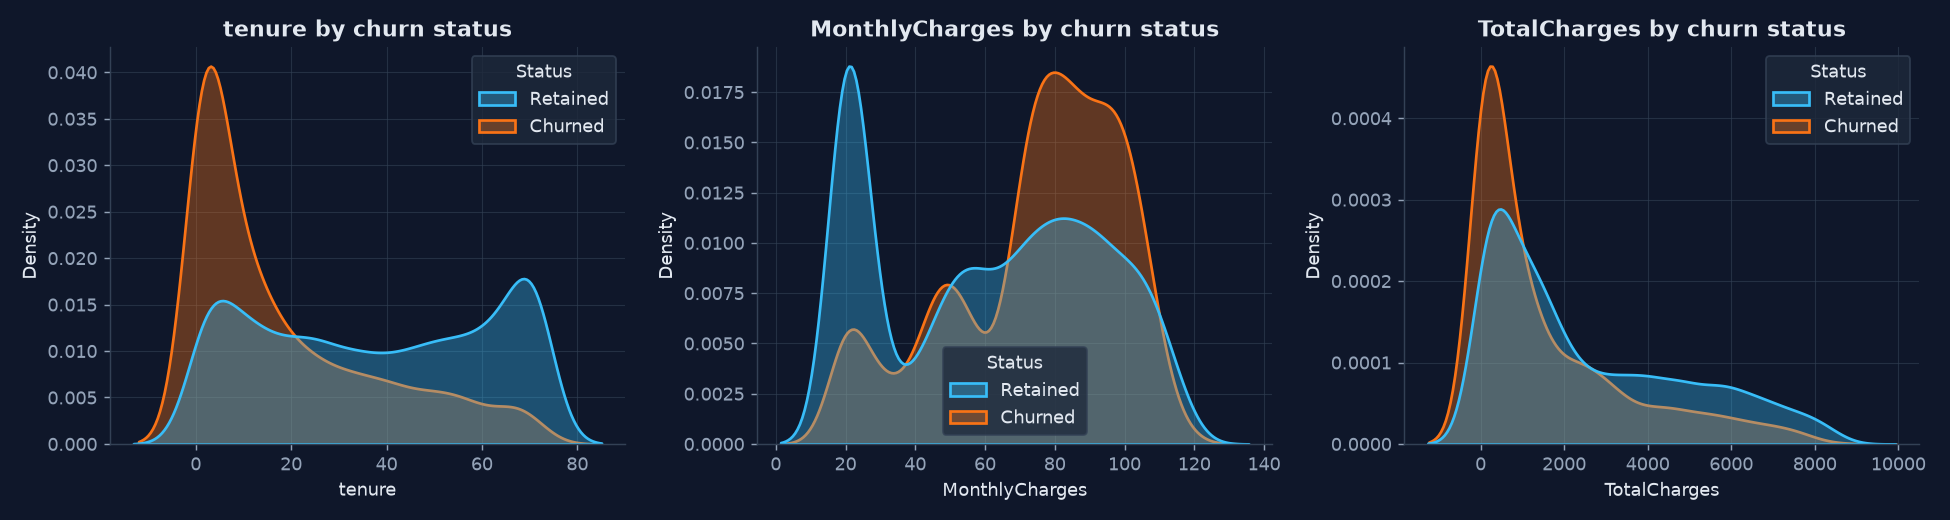 tenure by churn status
Status
Retained
Churned
0.040
0.035
0.030
0.025
0.020
0.015
0.010
0.005
0.000
Density
0 20 40 60 80
tenure
MonthlyCharges by churn status
0.0175
0.0150
0.0125
0.0100
0.0075
0.0050
0.0025
0.0000
Density
Status
Retained
Churned
0 20 40 60 80 100 120 140
MonthlyCharges
TotalCharges by churn status
Status
Retained
Churned
0.0004
0.0003
0.0002
0.0001
0.0000
Density
0 2000 4000 6000 8000 10000
TotalCharges